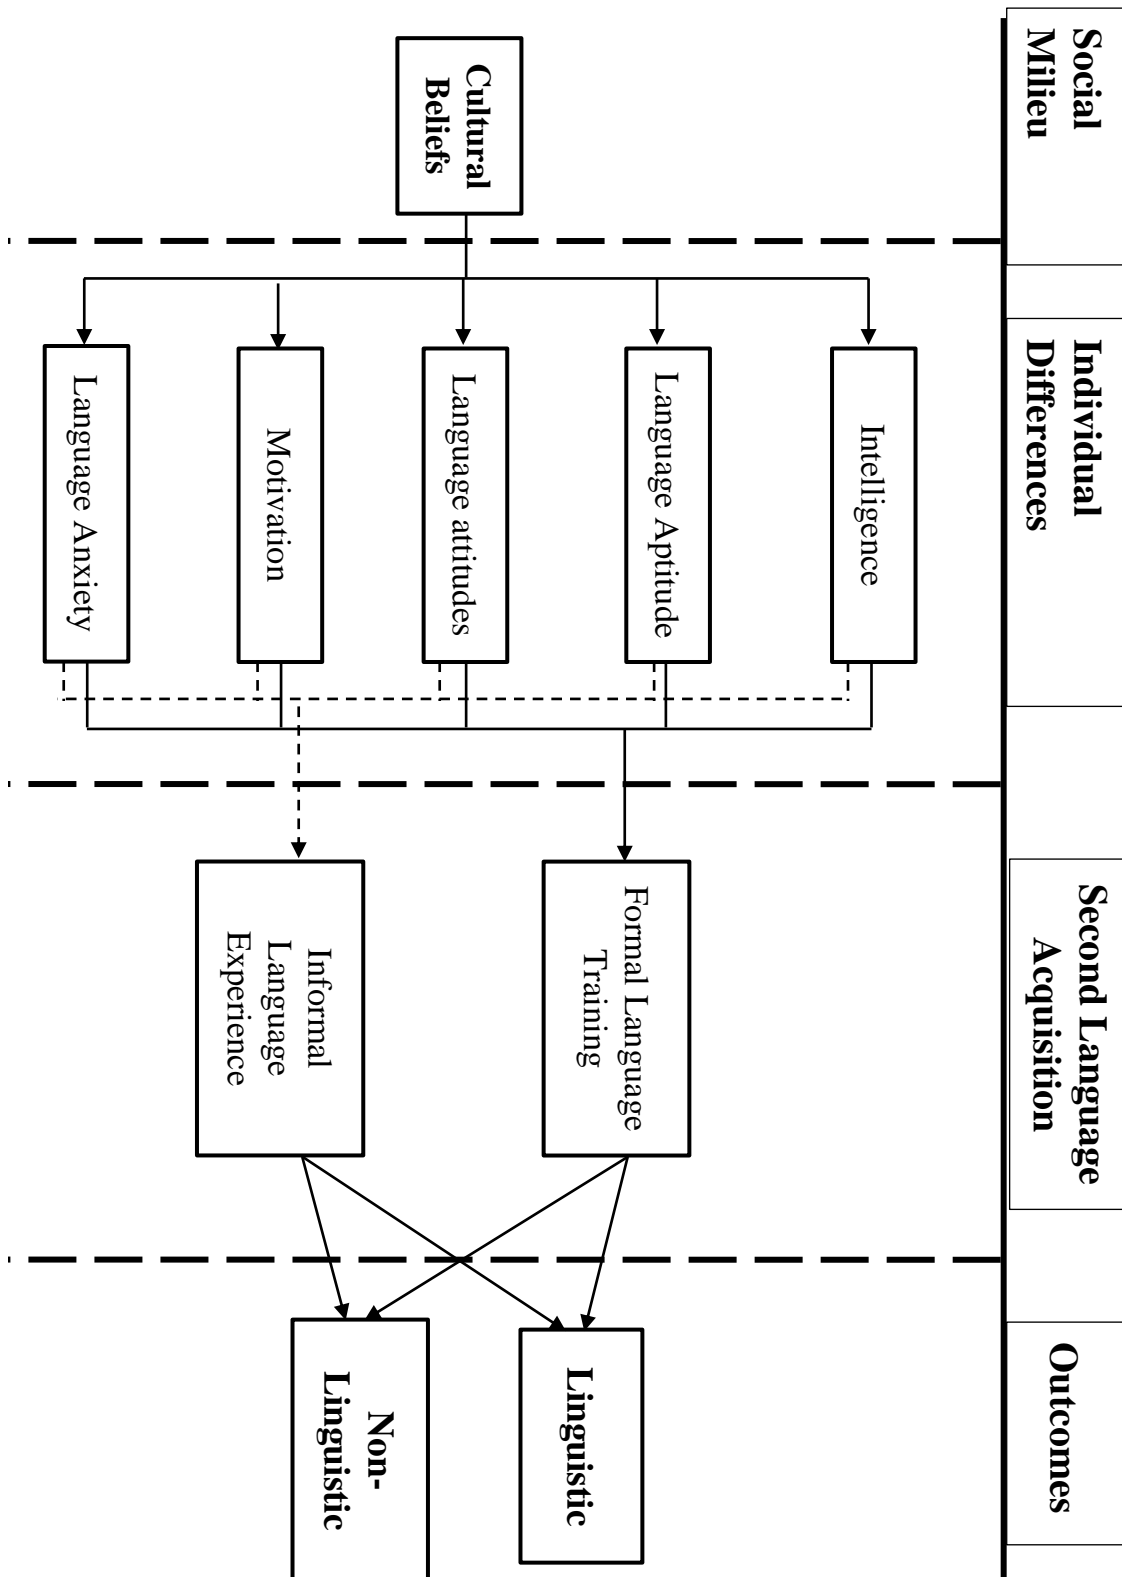 Social
Milieu
Individual
Differences
Second Language
Acquisition
Outcomes
Cultural
Beliefs
Intelligence
Language Aptitude
Language attitudes
Motivation
Language Anxiety
Formal Language
Training
Informal
Language
Experience
Linguistic
Non-
Linguistic